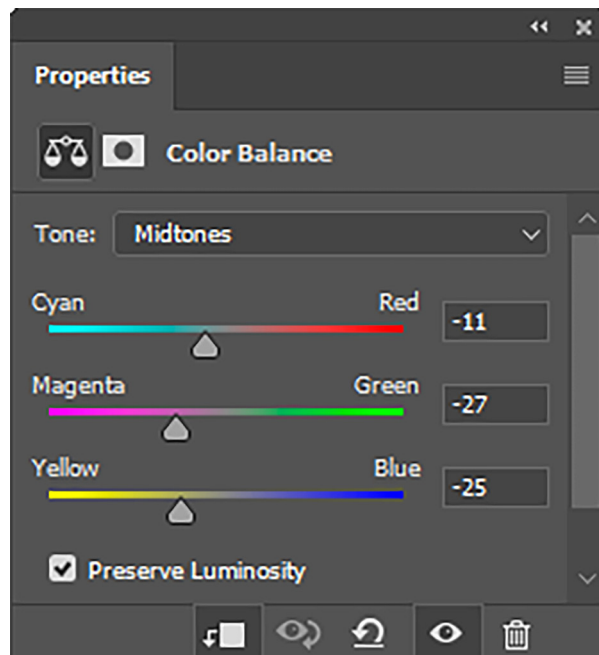 Properties
Color Balance
Tone: Midtones
Cyan Red -11
Magenta Green -27
Yellow Blue -25
Preserve Luminosity